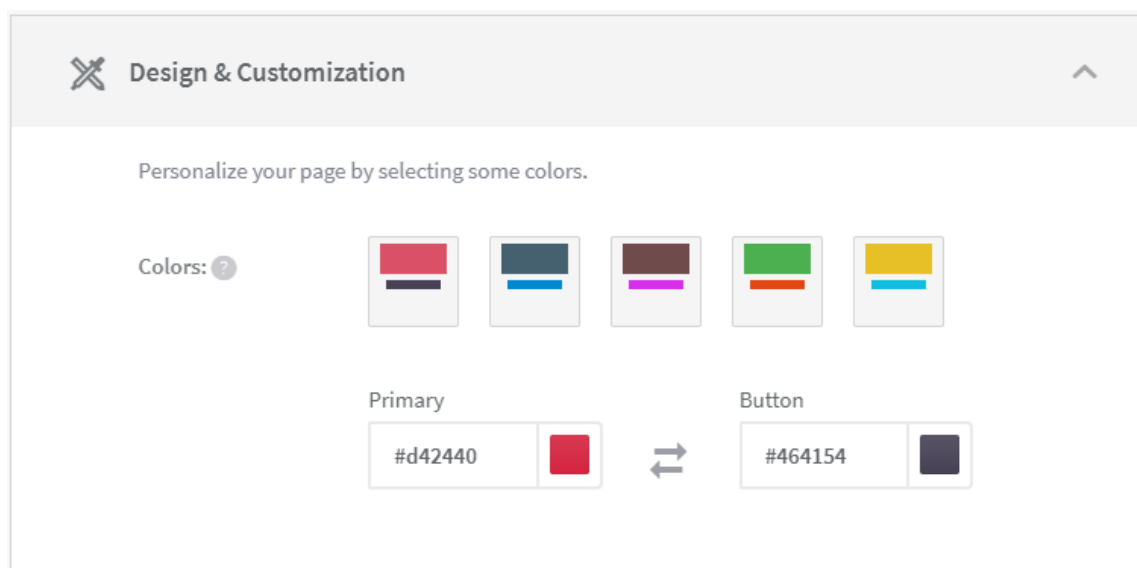 Design & Customization
Personalize your page by selecting some colors.
Colors: ?
Primary
Button
#d42440
#464154